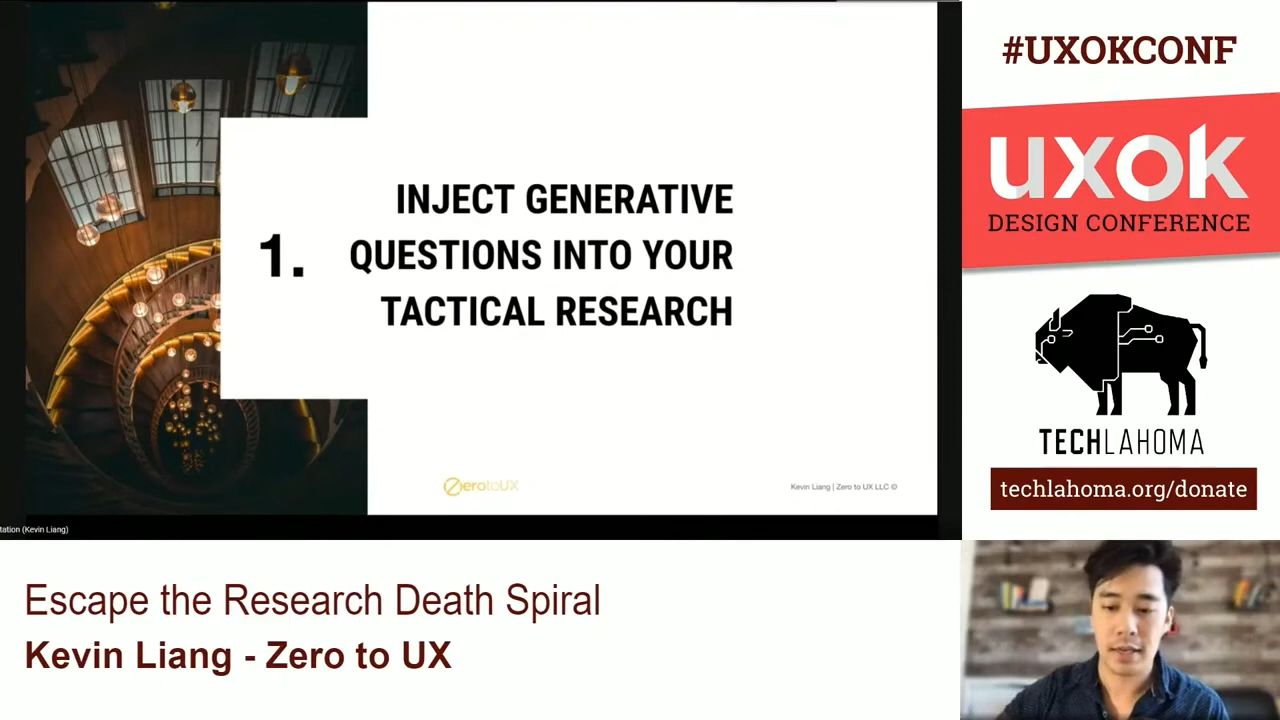 1.
INJECT GENERATIVE
QUESTIONS INTO YOUR
TACTICAL RESEARCH
ZerotoUX
Kevin Liang | Zero to UX LLC ©
tation (Kevin Liang)
#UXOKCONF
uxok
DESIGN CONFERENCE
TECHLAHOMA
techlahoma.org/donate
Escape the Research Death Spiral
Kevin Liang - Zero to UX